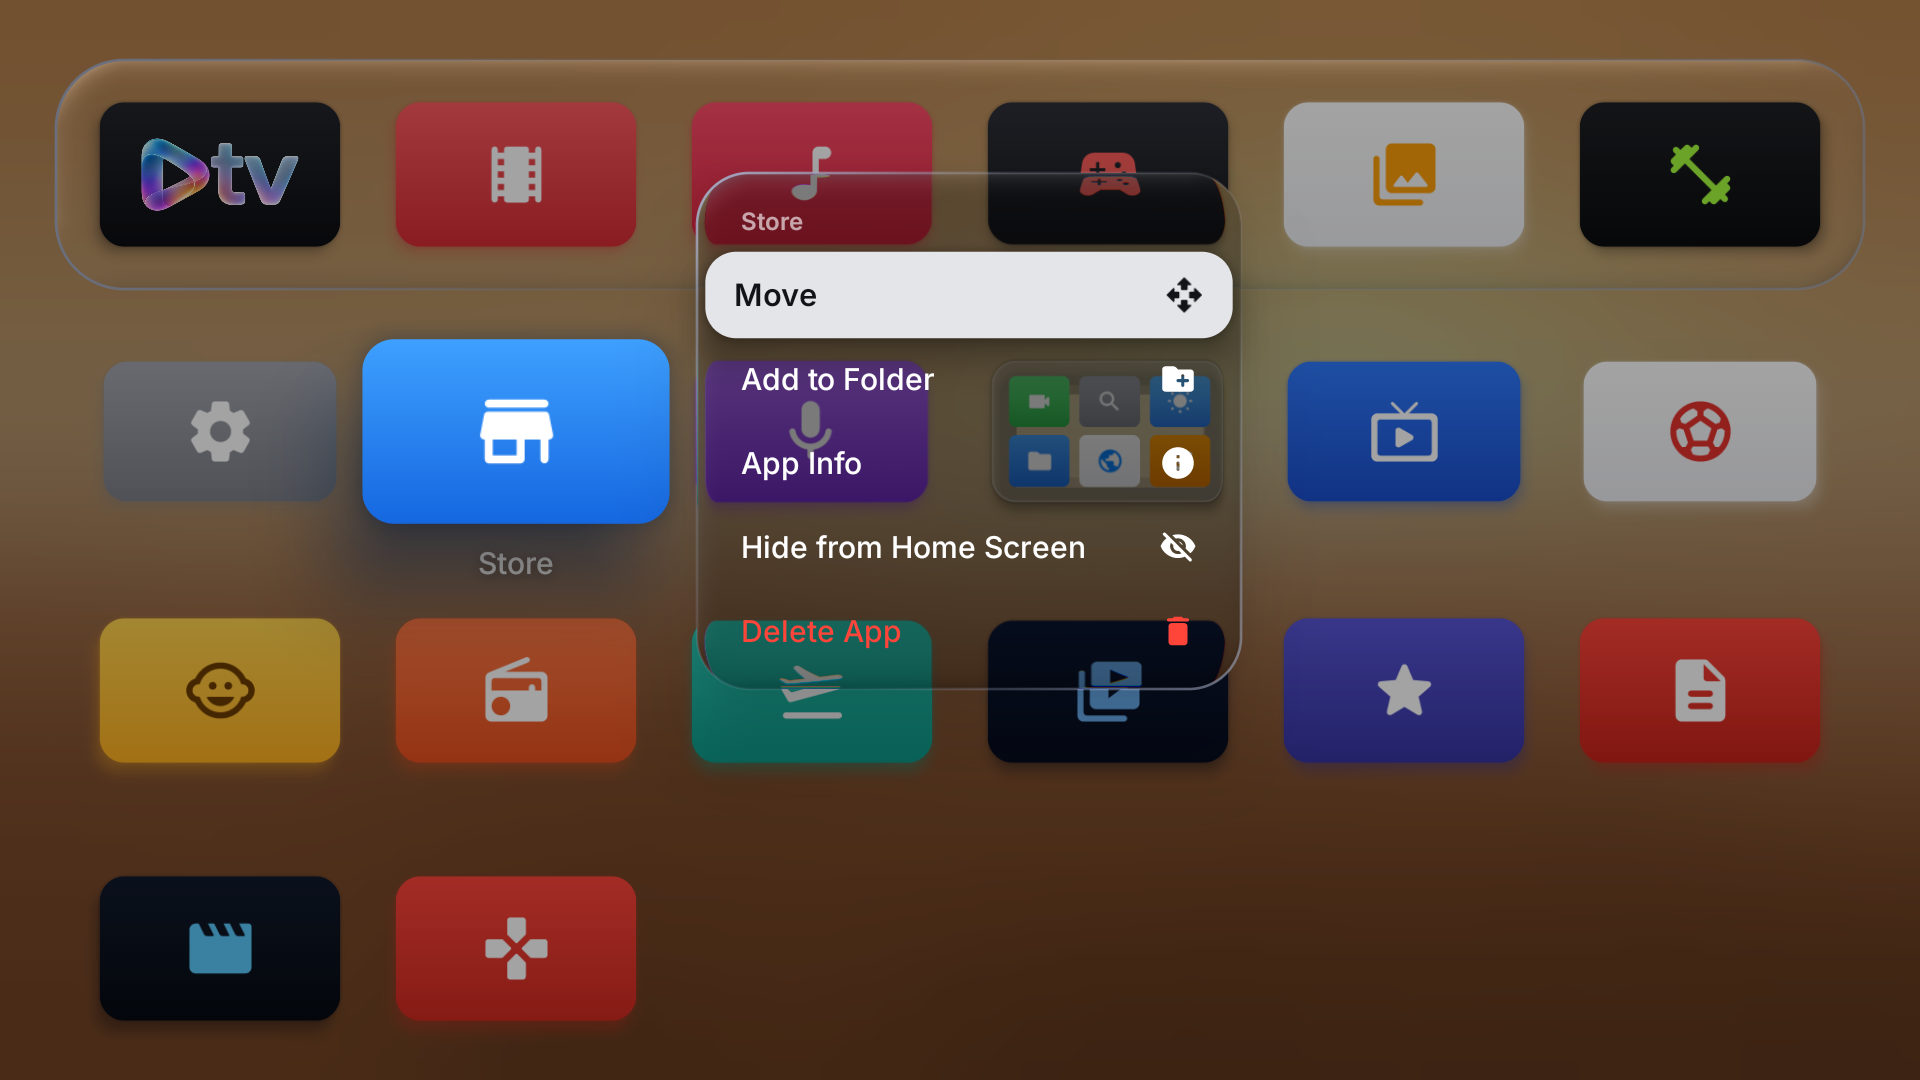 tv
Store
Move
Add to Folder
App Info
Store
Hide from Home Screen
Delete App